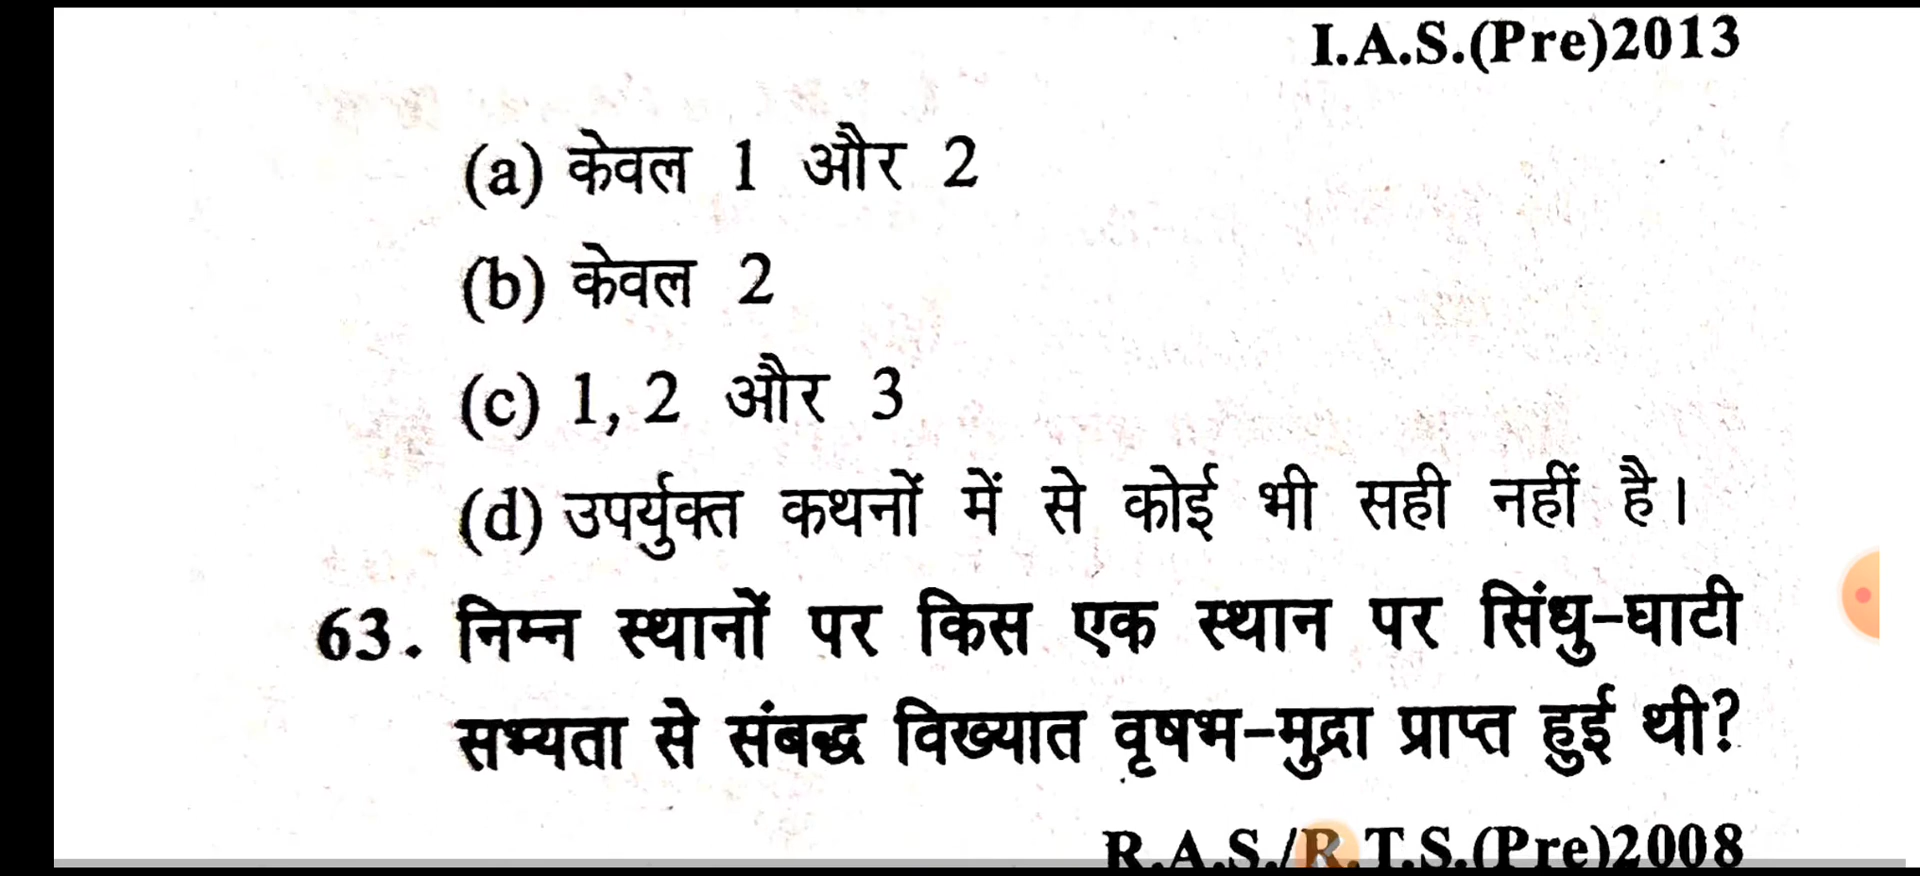 I.A.S.(Pre)2013
(a) केवल 1 और 2
(b) केवल 2
(c) 1, 2 और 3
(d) उपर्युक्त कथनों में से कोई भी सही नहीं है।
63. निम्न स्थानों पर किस एक स्थान पर सिंधु-घाटी
सभ्यता से संबद्ध विख्यात वृषभ-मुद्रा प्राप्त हुई थी?
R.A.S./R.T.S.(Pre)2008